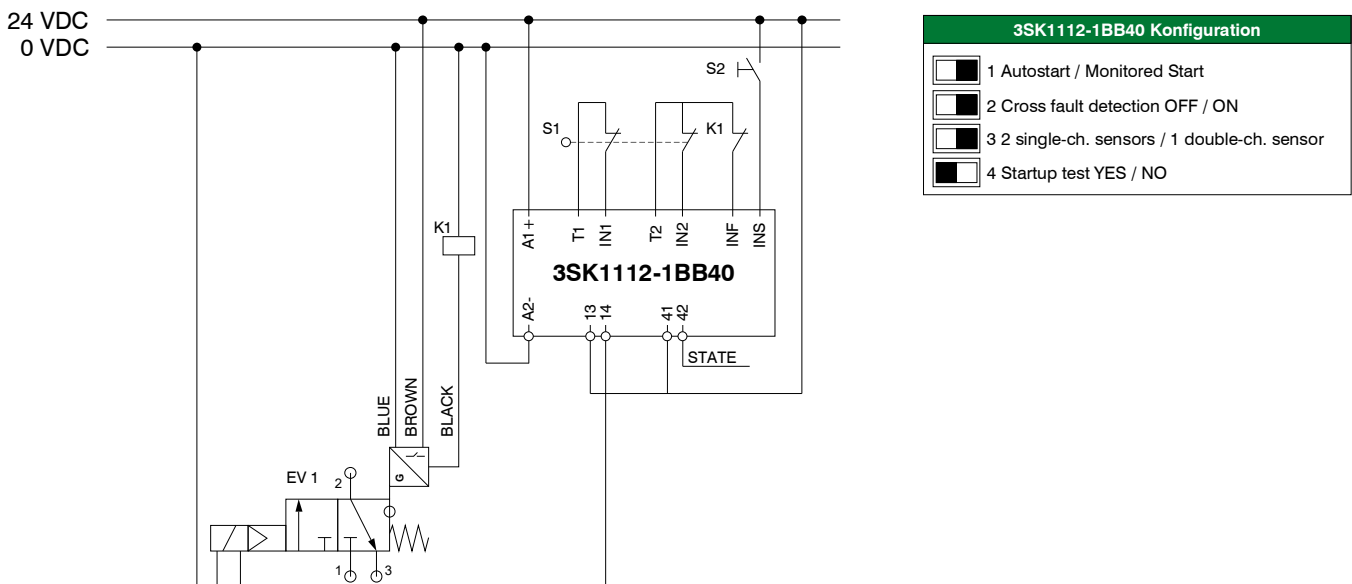 24 VDC
0 VDC
3SK1112-1BB40 Konfiguration
1 Autostart / Monitored Start
2 Cross fault detection OFF / ON
3 2 single-ch. sensors / 1 double-ch. sensor
4 Startup test YES / NO
S2
S1
K1
K1
A1+
T1
IN1
T2
IN2
INF
INS
3SK1112-1BB40
A2-
13
14
41
42
STATE
BLUE
BROWN
BLACK
G
EV 1
2
1
3